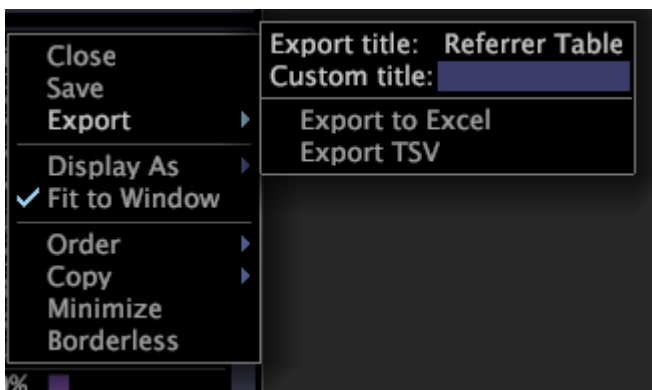 Close
Save
Export
Display As
Fit to Window
Order
Copy
Minimize
Borderless
Export title: Referrer Table
Custom title:
Export to Excel
Export TSV